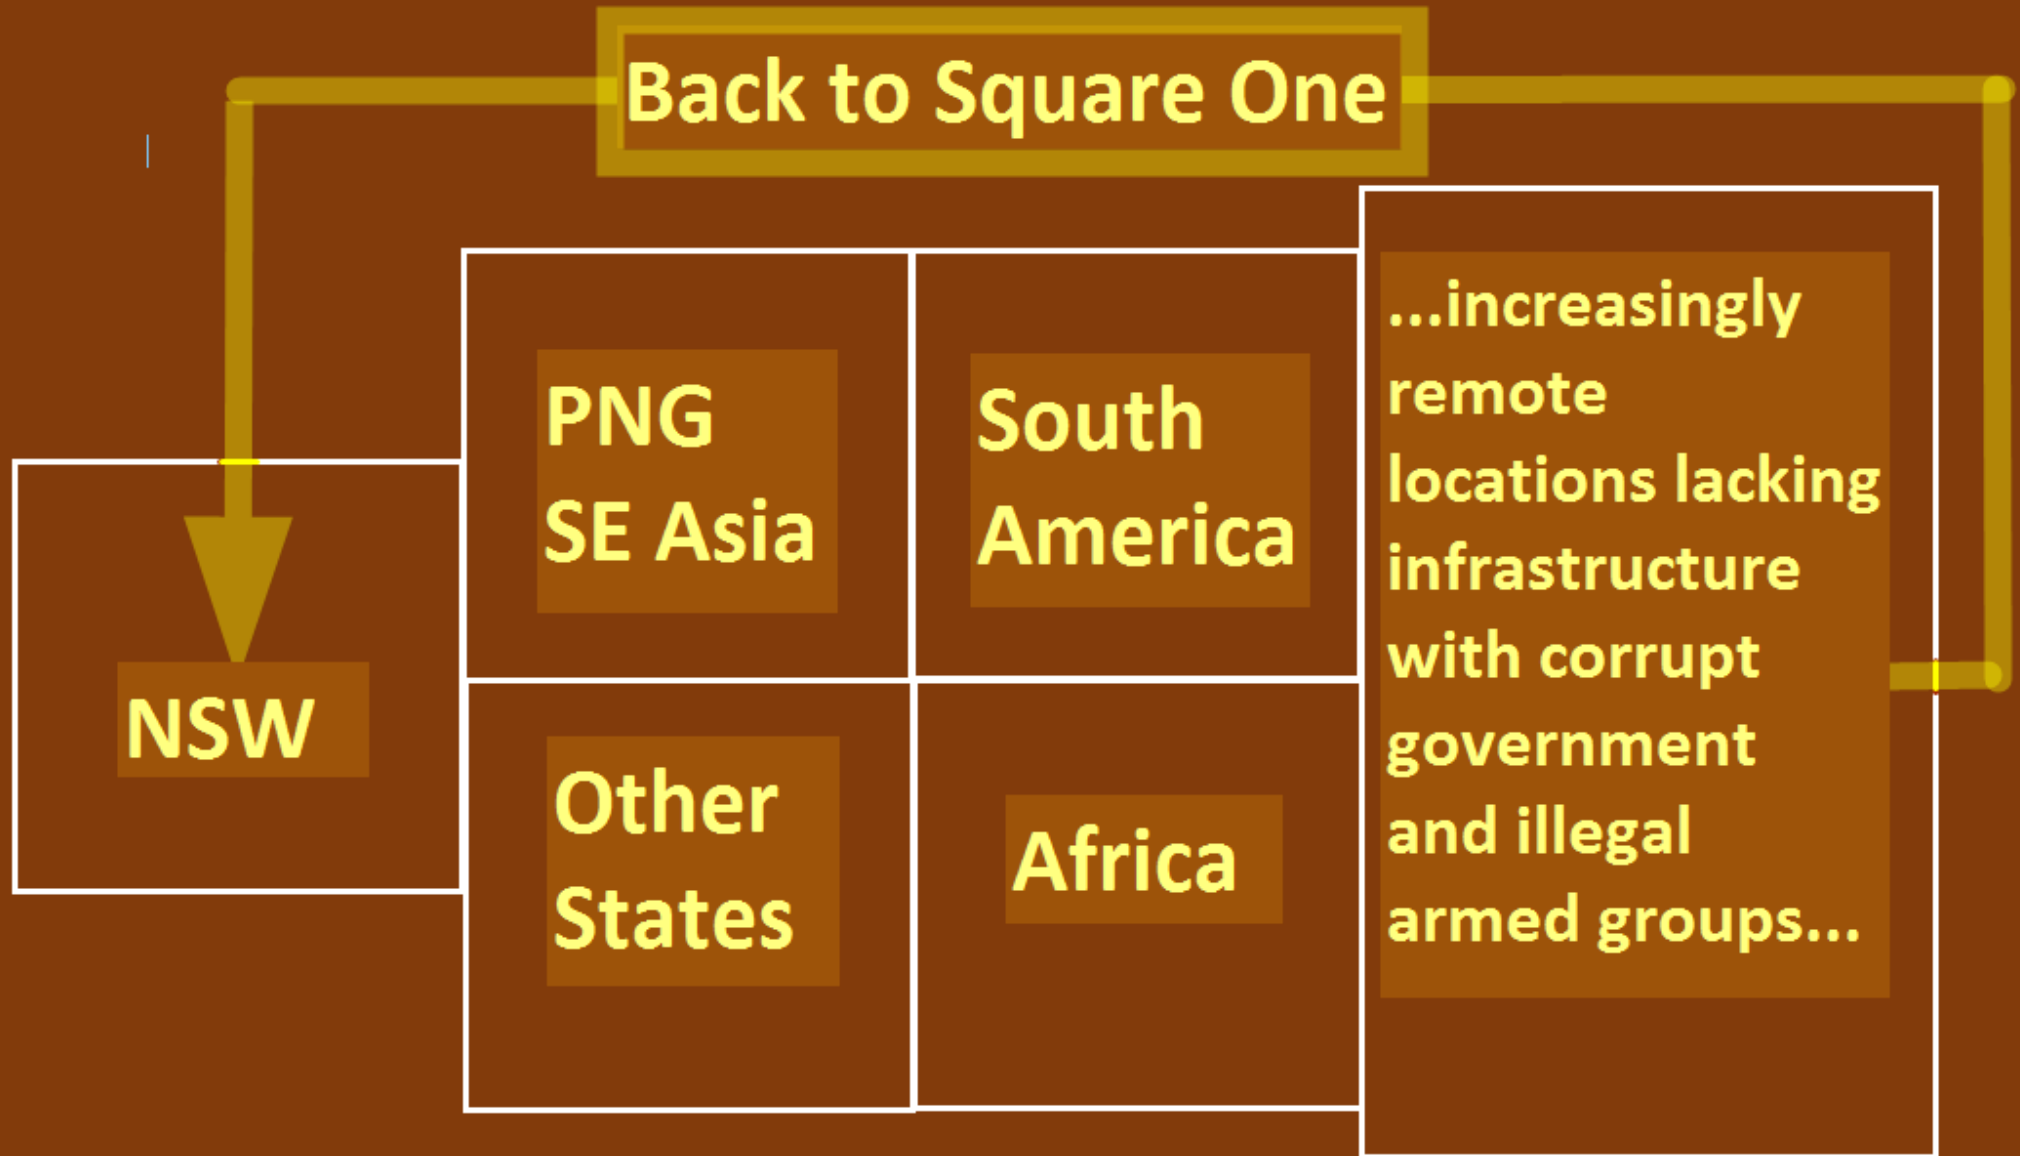 Back to Square One
NSW
PNG
SE Asia
Other
States
South
America
Africa
...increasingly
remote
locations lacking
infrastructure
with corrupt
government
and illegal
armed groups...